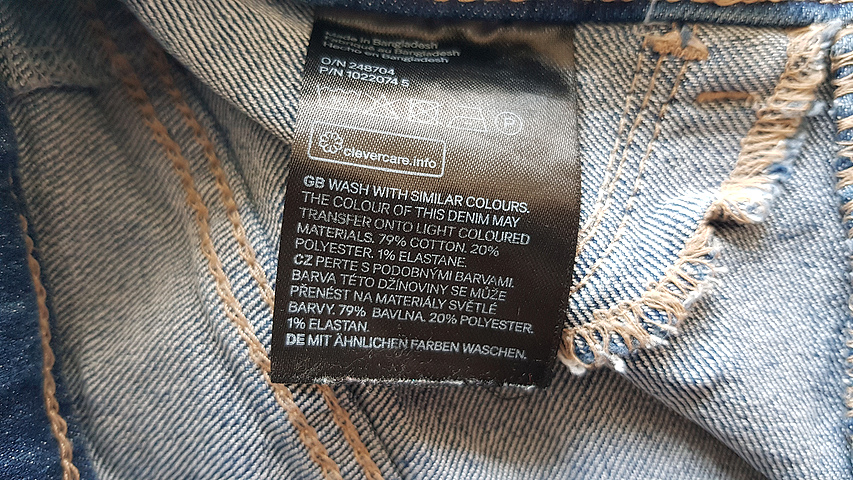 Made in Bangladesh
Fabriqué au Bangladesh
Hecho en Bangladesh
O/N 248704
P/N 1022074 5
clevercare.info
GB WASH WITH SIMILAR COLOURS.
THE COLOUR OF THIS DENIM MAY
TRANSFER ONTO LIGHT COLOURED
MATERIALS. 79% COTTON. 20%
POLYESTER. 1% ELASTANE.
CZ PERTE S PODOBNÝMI BARVAMI.
BARVA TÉTO DŽÍNOVINY SE MŮŽE
PŘENÉST NA MATERIÁLY SVĚTLÉ
BARVY. 79% BAVLNA. 20% POLYESTER.
1% ELASTAN.
DE MIT ÄHNLICHEN FARBEN WASCHEN.